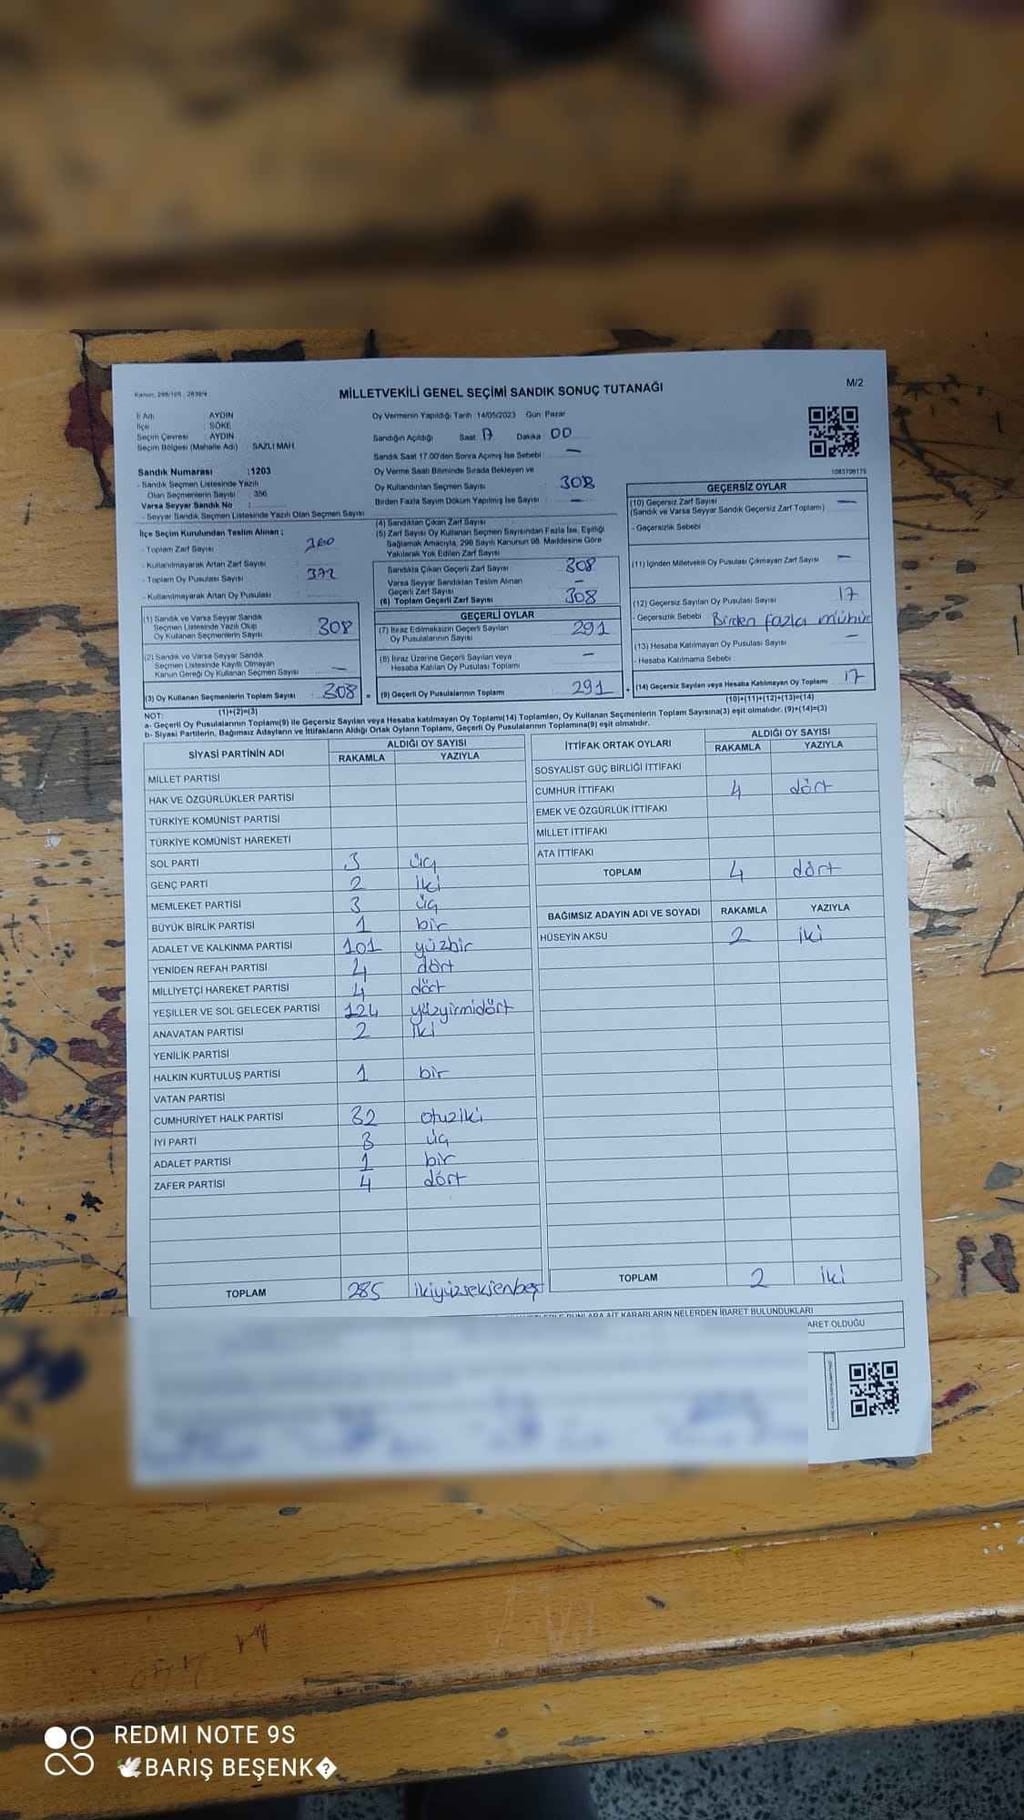 MİLLETVEKİLİ GENEL SEÇİMİ SANDIK SONUÇ TUTANAĞI
M/2
İl Adı AYDIN
İlçe SÖKE
Seçim Çevresi : AYDIN
Seçim Bölgesi (Mahalle Adı) SAZLI MAH.
Sandık Numarası :1203
- Sandık Seçmen Listesinde Yazılı
Olan Seçmenlerin Sayısı
Varsa Seyyar Sandık No :
- Seyyar Sandık Seçmen Listesinde Yazılı Olan Seçmen Sayısı
Oy Vermenin Yapıldığı Tarih 14/05/2023 Gün Pazar
Sandığın Açıldığı Saat 17 Dakika 00
Sandık Saat 17.00'den Sonra Açılmış İse Sebebi —
Oy Verme Saati Bitiminde Sırada Bekleyen ve
Oy Kullandırılan Seçmen Sayısı 308
Birden Fazla Sayım Döküm Yapılmış İse Sayısı —
İlçe Seçim Kurulundan Teslim Alınan ;
- Toplam Zarf Sayısı
- Kullanılmayarak Artan Zarf Sayısı
- Toplam Oy Pusulası Sayısı
- Kullanılmayarak Artan Oy Pusulası
(4) Sandıktan Çıkan Zarf Sayısı
(5) Zarf Sayısı Oy Kullanan Seçmen Sayısından Fazla İse, Eşitliği
Sağlamak Amacıyla, 298 Sayılı Kanunun 98. Maddesine Göre
Yakılarak Yok Edilen Zarf Sayısı
Sandıkta Çıkan Geçerli Zarf Sayısı 308
Varsa Seyyar Sandıktan Teslim Alınan
Geçerli Zarf Sayısı —
(6) Toplam Geçerli Zarf Sayısı 308
GEÇERLİ OYLAR
(7) İtiraz Edilmeksizin Geçerli Sayılan
Oy Pusulalarının Sayısı 291
(8) İtiraz Üzerine Geçerli Sayılan veya
Hesaba Katılan Oy Pusulası Toplamı —
(9) Geçerli Oy Pusulalarının Toplamı 291
(1) Sandık ve Varsa Seyyar Sandık
Seçmen Listesinde Yazılı Olup
Oy Kullanan Seçmenlerin Sayısı 308
(2) Sandık ve Varsa Seyyar Sandık
Seçmen Listesinde Kayıtlı Olmayan
Kanun Gereği Oy Kullanan Seçmen Sayısı —
(3) Oy Kullanan Seçmenlerin Toplam Sayısı 308 =
(1)+(2)=(3)
GEÇERSİZ OYLAR
(10) Geçersiz Zarf Sayısı
(Sandık ve Varsa Seyyar Sandık Geçersiz Zarf Toplamı) —
- Geçersizlik Sebebi
(11) İçinden Milletvekili Oy Pusulası Çıkmayan Zarf Sayısı —
(12) Geçersiz Sayılan Oy Pusulası Sayısı 17
- Geçersizlik Sebebi Birden fazla mühür
(13) Hesaba Katılmayan Oy Pusulası Sayısı —
- Hesaba Katılmama Sebebi
(14) Geçersiz Sayılan veya Hesaba Katılmayan Oy Toplamı 17
(10)+(11)+(12)+(13)=(14)
NOT:
a- Geçerli Oy Pusulalarının Toplamı(9) ile Geçersiz Sayılan veya Hesaba Katılmayan Oy Toplamı(14) Toplamları, Oy Kullanan Seçmenlerin Toplam Sayısına(3) eşit olmalıdır. (9)+(14)=(3)
b- Siyasi Partilerin, Bağımsız Adayların ve İttifakların Aldığı Ortak Oyların Toplamı, Geçerli Oy Pusulalarının Toplamına(9) eşit olmalıdır.
SİYASİ PARTİNİN ADI ALDIĞI OY SAYISI
RAKAMLA YAZIYLA
MİLLET PARTİSİ
HAK VE ÖZGÜRLÜKLER PARTİSİ
TÜRKİYE KOMÜNİST PARTİSİ
TÜRKİYE KOMÜNİST HAREKETİ
SOL PARTİ 3 üç
GENÇ PARTİ 2 iki
MEMLEKET PARTİSİ 3 üç
BÜYÜK BİRLİK PARTİSİ 1 bir
ADALET VE KALKINMA PARTİSİ 101 yüzbir
YENİDEN REFAH PARTİSİ 4 dört
MİLLİYETÇİ HAREKET PARTİSİ 4 dört
YEŞİLLER VE SOL GELECEK PARTİSİ 124 yüzyirmidört
ANAVATAN PARTİSİ 2 iki
YENİLİK PARTİSİ
HALKIN KURTULUŞ PARTİSİ 1 bir
VATAN PARTİSİ
CUMHURİYET HALK PARTİSİ 32 otuziki
İYİ PARTİ 3 üç
ADALET PARTİSİ 1 bir
ZAFER PARTİSİ 4 dört
TOPLAM 285 ikiyüzseksenbeş
İTTİFAK ORTAK OYLARI ALDIĞI OY SAYISI
RAKAMLA YAZIYLA
SOSYALİST GÜÇ BİRLİĞİ İTTİFAKI
CUMHUR İTTİFAKI 4 dört
EMEK VE ÖZGÜRLÜK İTTİFAKI
MİLLET İTTİFAKI
ATA İTTİFAKI
TOPLAM 4 dört
BAĞIMSIZ ADAYIN ADI VE SOYADI RAKAMLA YAZIYLA
HÜSEYİN AKSU 2 iki
TOPLAM 2 iki
KARARLARIN NELERDEN İBARET BULUNDUKLARI
REDMI NOTE 9S
BARIŞ BEŞENK